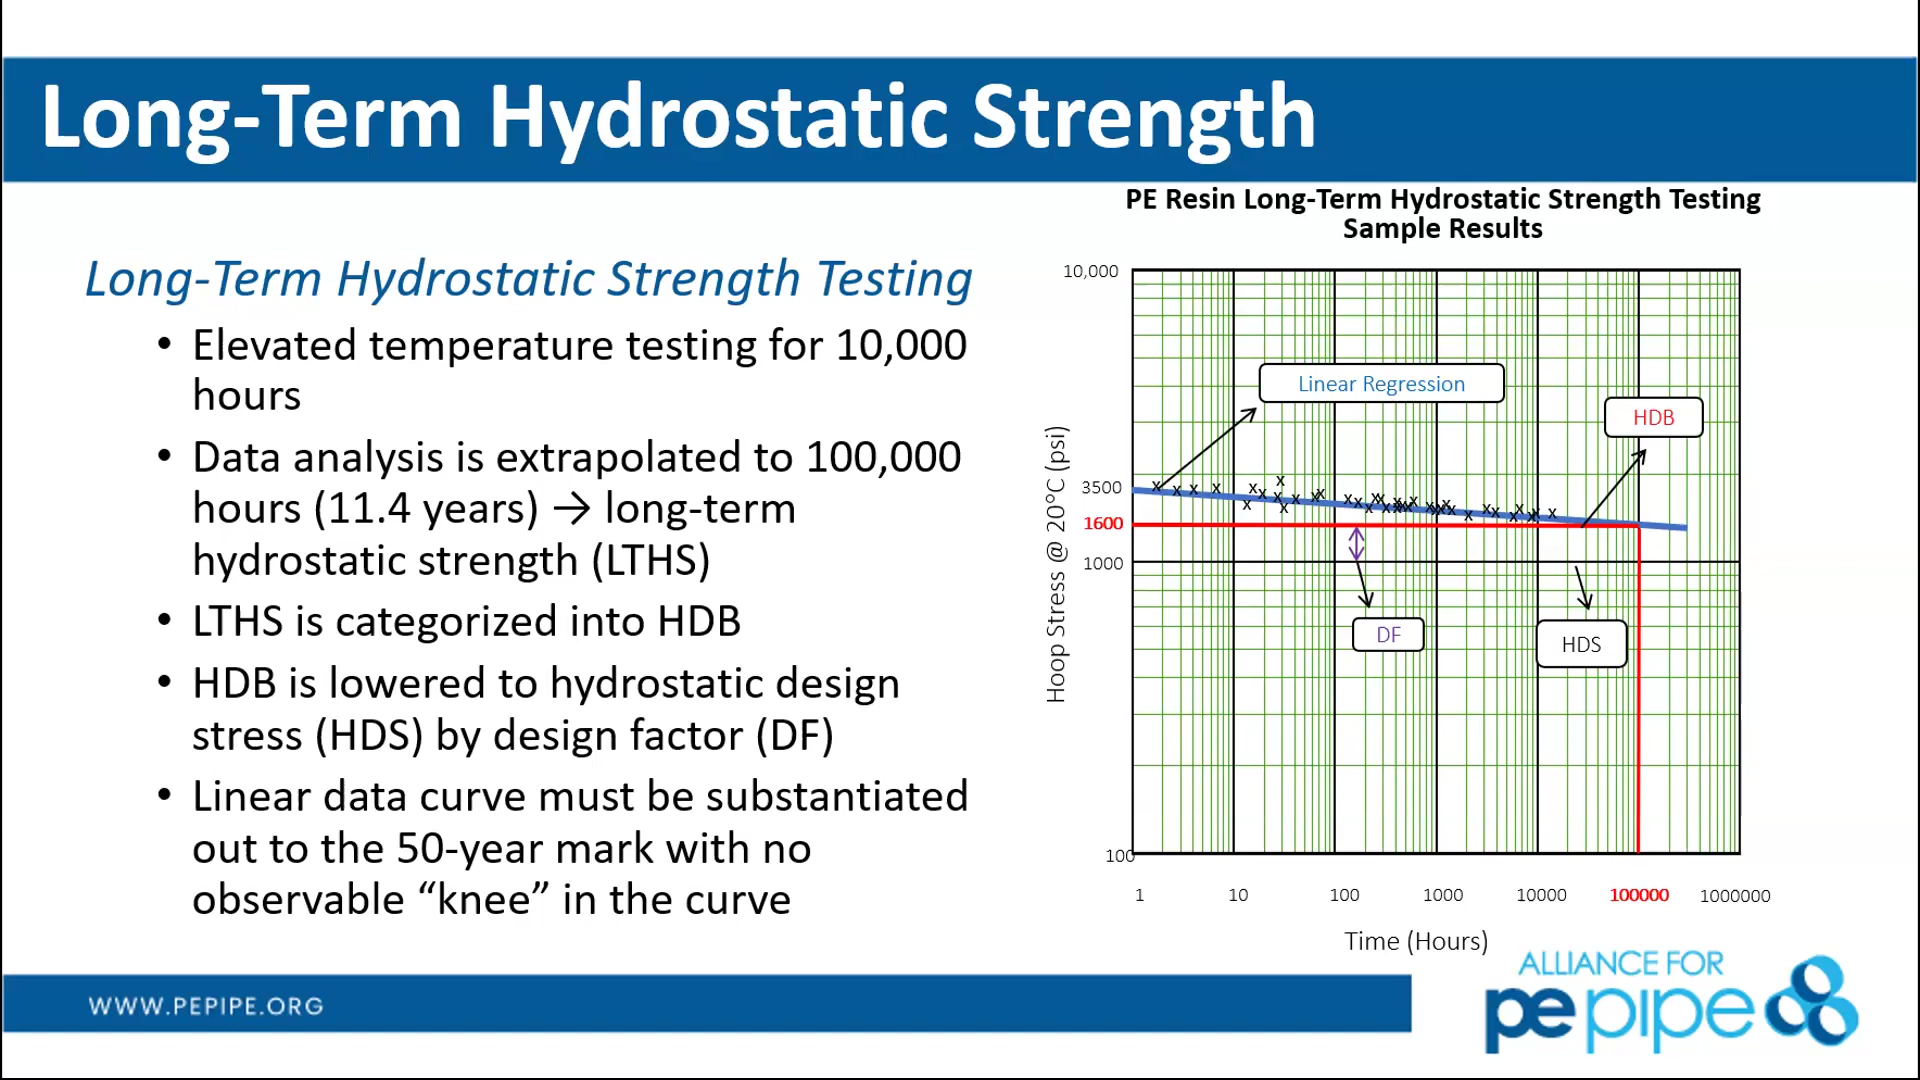 Long-Term Hydrostatic Strength
Long-Term Hydrostatic Strength Testing
• Elevated temperature testing for 10,000
hours
• Data analysis is extrapolated to 100,000
hours (11.4 years) → long-term
hydrostatic strength (LTHS)
• LTHS is categorized into HDB
• HDB is lowered to hydrostatic design
stress (HDS) by design factor (DF)
• Linear data curve must be substantiated
out to the 50-year mark with no
observable “knee” in the curve
PE Resin Long-Term Hydrostatic Strength Testing
Sample Results
Hoop Stress @ 20°C (psi)
10,000
3500
1600
1000
100
Linear Regression
HDB
DF
HDS
1 10 100 1000 10000 100000 1000000
Time (Hours)
WWW.PEPIPE.ORG
ALLIANCE FOR
pepipe